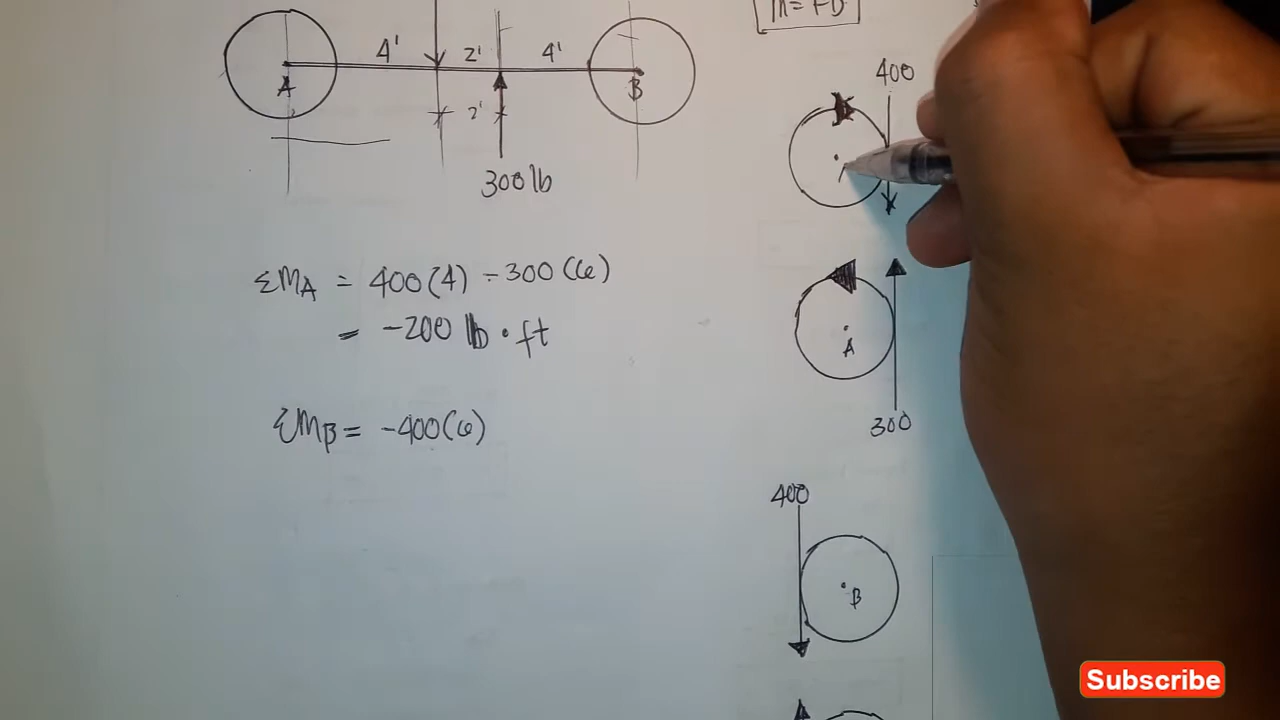 M = FD
4'
2'
4'
A
B
2'
300 lb
400
ΣMA = 400(4) - 300(6)
= -200 lb · ft
A
300
ΣMB = -400(6)
400
B
Subscribe